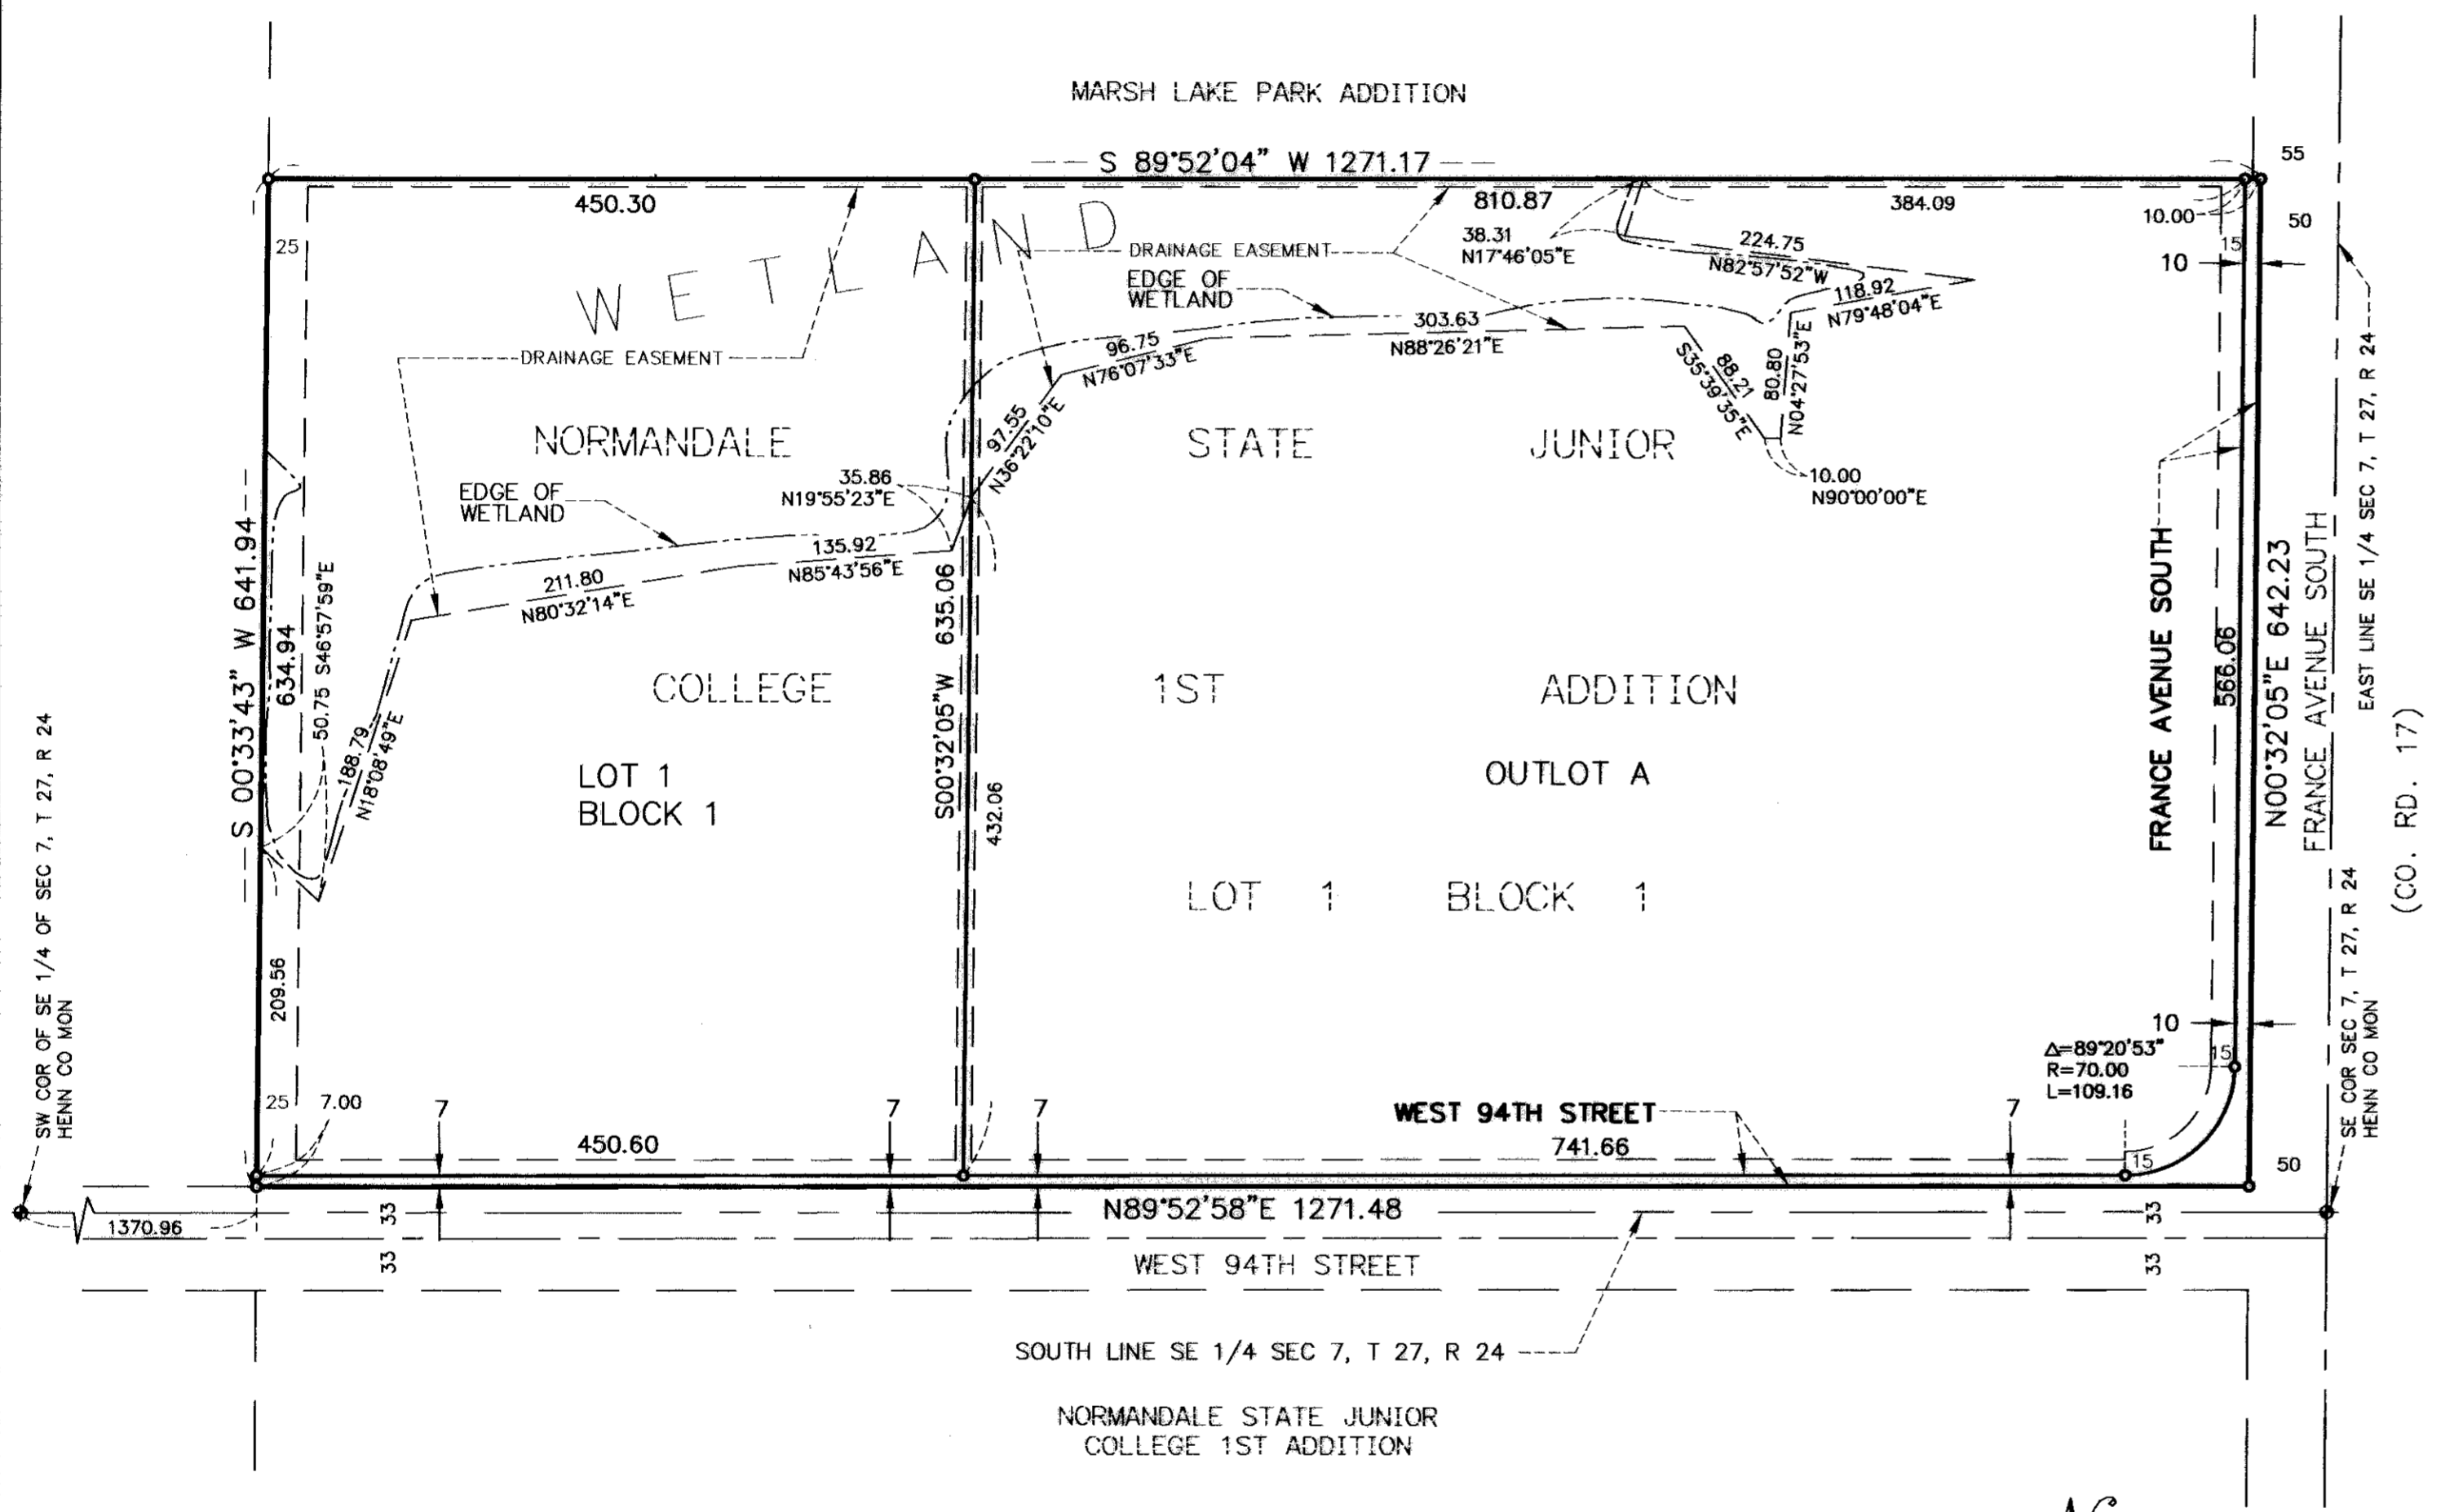 MARSH LAKE PARK ADDITION
S 89°52'04" W 1271.17
55
450.30
810.87
384.09
10.00
50
25
15
WETLAND
38.31
N17°46'05"E
224.75
N82°57'52"W
10
DRAINAGE EASEMENT
EDGE OF
WETLAND
118.92
N79°48'04"E
303.63
N88°26'21"E
96.75
N76°07'33"E
DRAINAGE EASEMENT
88.21
S35°39'35"E
80.80
N04°27'53"E
97.55
N36°22'10"E
NORMANDALE STATE JUNIOR
35.86
N19°55'23"E
10.00
N90°00'00"E
EDGE OF
WETLAND
135.92
N85°43'56"E
211.80
N80°32'14"E
S 00°33'43" W 641.94
634.94
50.75 S46°57'59"E
188.79
N18°08'49"E
S00°32'05"W 635.06
432.06
COLLEGE 1ST ADDITION
LOT 1
BLOCK 1
OUTLOT A
LOT 1 BLOCK 1
FRANCE AVENUE SOUTH
566.06
N00°32'05"E 642.23
FRANCE AVENUE SOUTH
EAST LINE SE 1/4 SEC 7, T 27, R 24
(CO. RD. 17)
SW COR OF SE 1/4 OF SEC 7, T 27, R 24
HENN CO MON
209.56
SE COR SEC 7, T 27, R 24
HENN CO MON
10
15
Δ=89°20'53"
R=70.00
L=109.16
25
7.00
7
7
7
7
WEST 94TH STREET
450.60
741.66
15
50
1370.96
33
N89°52'58"E 1271.48
33
33
WEST 94TH STREET
33
SOUTH LINE SE 1/4 SEC 7, T 27, R 24
NORMANDALE STATE JUNIOR
COLLEGE 1ST ADDITION